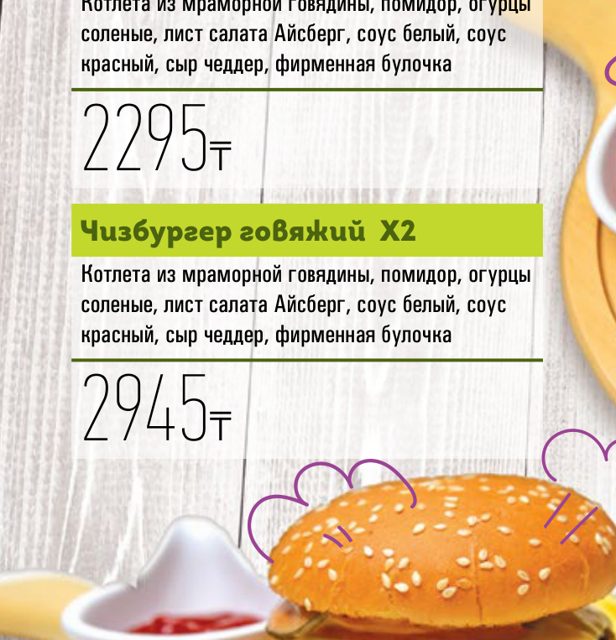 Котлета из мраморной говядины, помидор, огурцы
соленые, лист салата Айсберг, соус белый, соус
красный, сыр чеддер, фирменная булочка
2295₸
Чизбургер говяжий X2
Котлета из мраморной говядины, помидор, огурцы
соленые, лист салата Айсберг, соус белый, соус
красный, сыр чеддер, фирменная булочка
2945₸